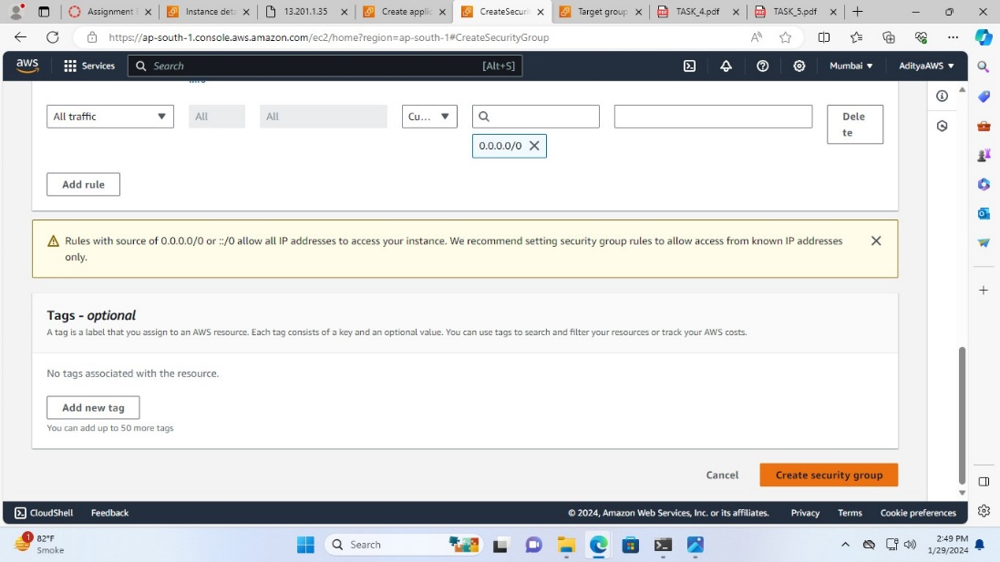 Assignment
Instance deta
13.201.1.35
Create applic
CreateSecuri
Target group
TASK_4.pdf
TASK_5.pdf
https://ap-south-1.console.aws.amazon.com/ec2/home?region=ap-south-1#CreateSecurityGroup
aws
Services
Search
[Alt+S]
Mumbai
AdityaAWS
All traffic
All
All
Cu...
Dele
te
0.0.0.0/0
Add rule
Rules with source of 0.0.0.0/0 or ::/0 allow all IP addresses to access your instance. We recommend setting security group rules to allow access from known IP addresses
only.
Tags - optional
A tag is a label that you assign to an AWS resource. Each tag consists of a key and an optional value. You can use tags to search and filter your resources or track your AWS costs.
No tags associated with the resource.
Add new tag
You can add up to 50 more tags
Cancel
Create security group
CloudShell
Feedback
© 2024, Amazon Web Services, Inc. or its affiliates.
Privacy
Terms
Cookie preferences
1
82°F
Smoke
Search
2:49 PM
1/29/2024